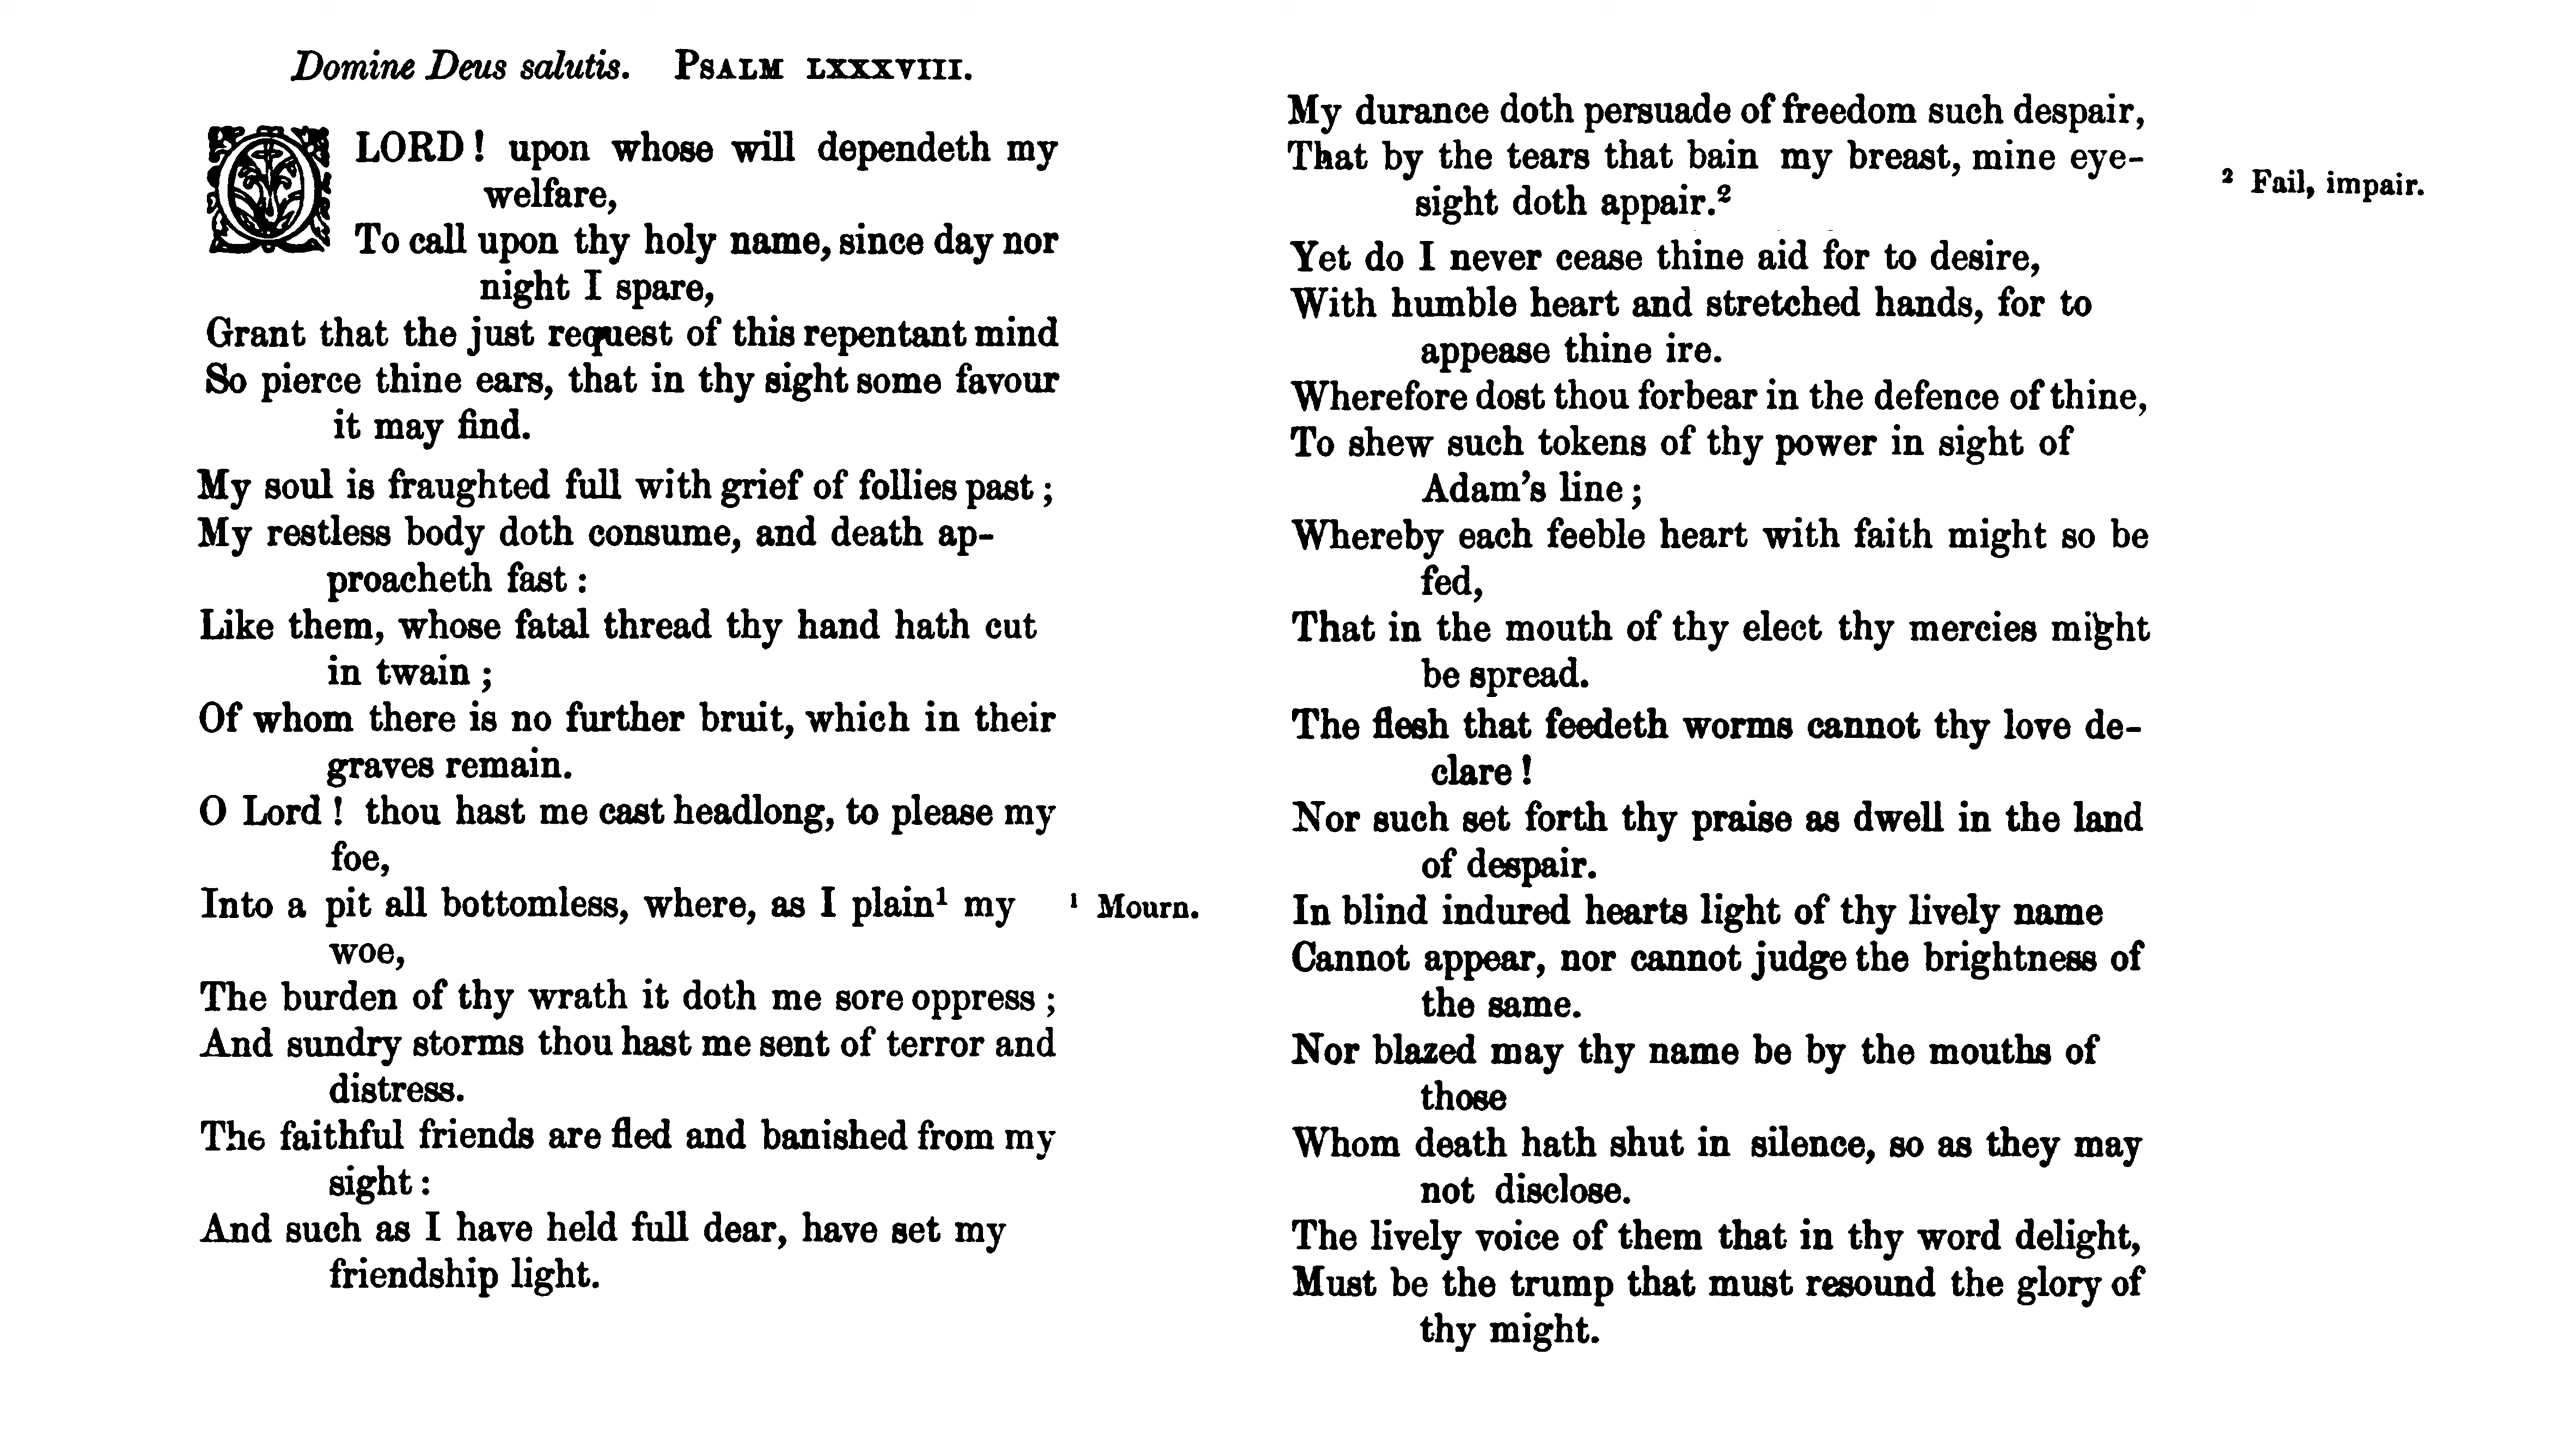 Domine Deus salutis. PSALM LXXXVIII.
O LORD! upon whose will dependeth my
welfare,
To call upon thy holy name, since day nor
night I spare,
Grant that the just request of this repentant mind
So pierce thine ears, that in thy sight some favour
it may find.
My soul is fraughted full with grief of follies past;
My restless body doth consume, and death ap-
proacheth fast:
Like them, whose fatal thread thy hand hath cut
in twain;
Of whom there is no further bruit, which in their
graves remain.
O Lord! thou hast me cast headlong, to please my
foe,
Into a pit all bottomless, where, as I plain¹ my
woe,
The burden of thy wrath it doth me sore oppress;
And sundry storms thou hast me sent of terror and
distress.
The faithful friends are fled and banished from my
sight:
And such as I have held full dear, have set my
friendship light.
¹ Mourn.
My durance doth persuade of freedom such despair,
That by the tears that bain my breast, mine eye-
sight doth appair.²
Yet do I never cease thine aid for to desire,
With humble heart and stretched hands, for to
appease thine ire.
Wherefore dost thou forbear in the defence of thine,
To shew such tokens of thy power in sight of
Adam's line;
Whereby each feeble heart with faith might so be
fed,
That in the mouth of thy elect thy mercies might
be spread.
The flesh that feedeth worms cannot thy love de-
clare!
Nor such set forth thy praise as dwell in the land
of despair.
In blind indured hearts light of thy lively name
Cannot appear, nor cannot judge the brightness of
the same.
Nor blazed may thy name be by the mouths of
those
Whom death hath shut in silence, so as they may
not disclose.
The lively voice of them that in thy word delight,
Must be the trump that must resound the glory of
thy might.
² Fail, impair.